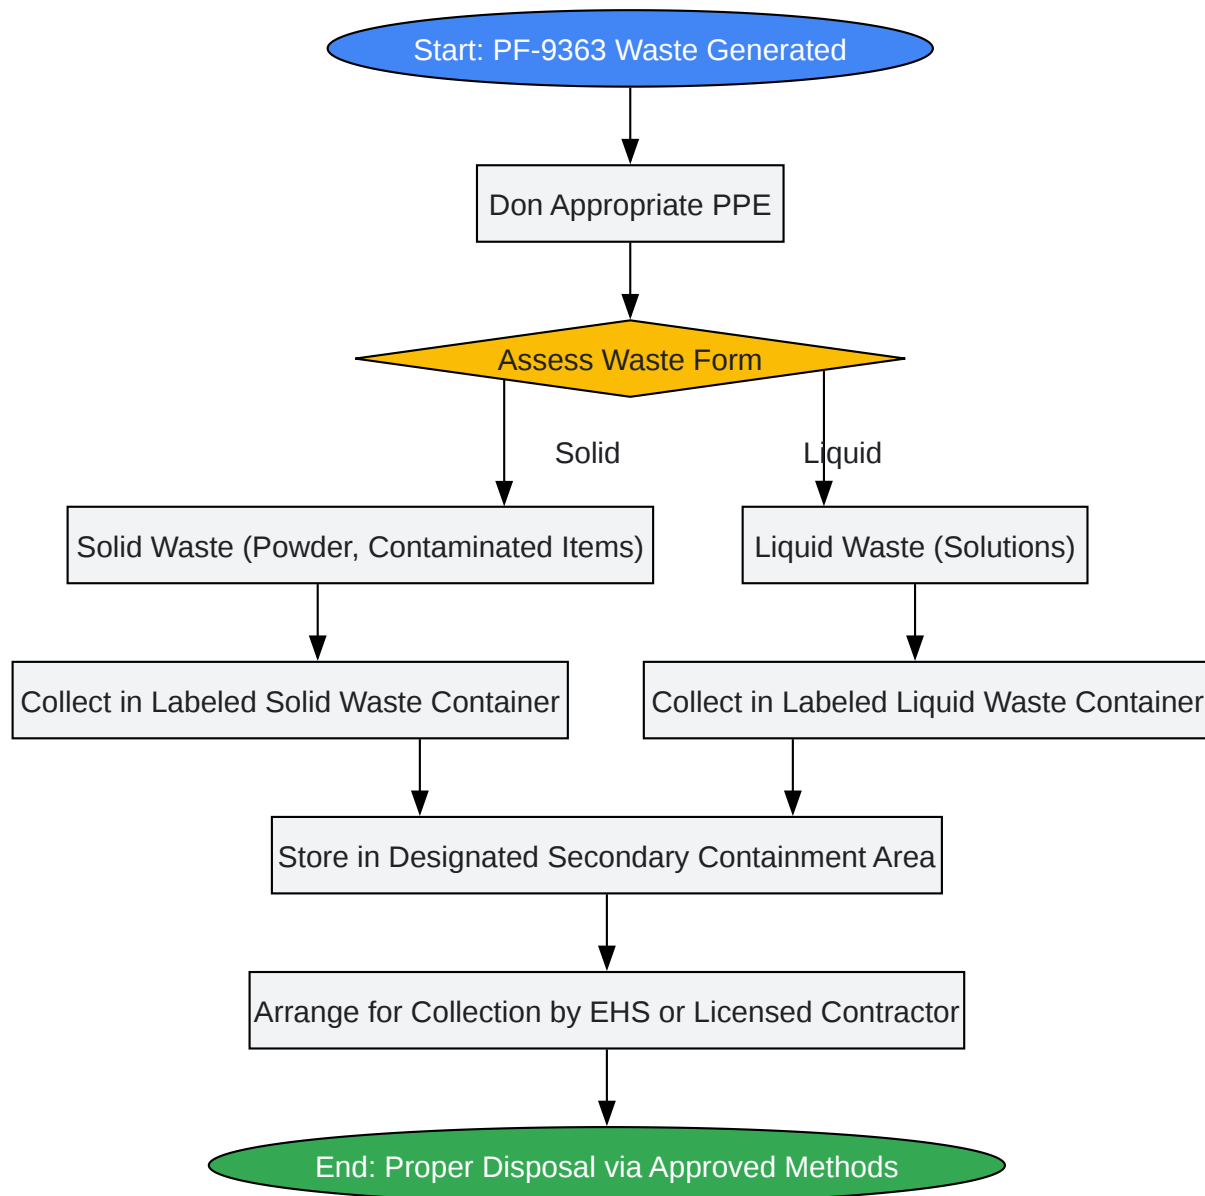 Start: PF-9363 Waste Generated
Don Appropriate PPE
Assess Waste Form
Solid
Liquid
Solid Waste (Powder, Contaminated Items)
Liquid Waste (Solutions)
Collect in Labeled Solid Waste Container
Collect in Labeled Liquid Waste Container
Store in Designated Secondary Containment Area
Arrange for Collection by EHS or Licensed Contractor
End: Proper Disposal via Approved Methods